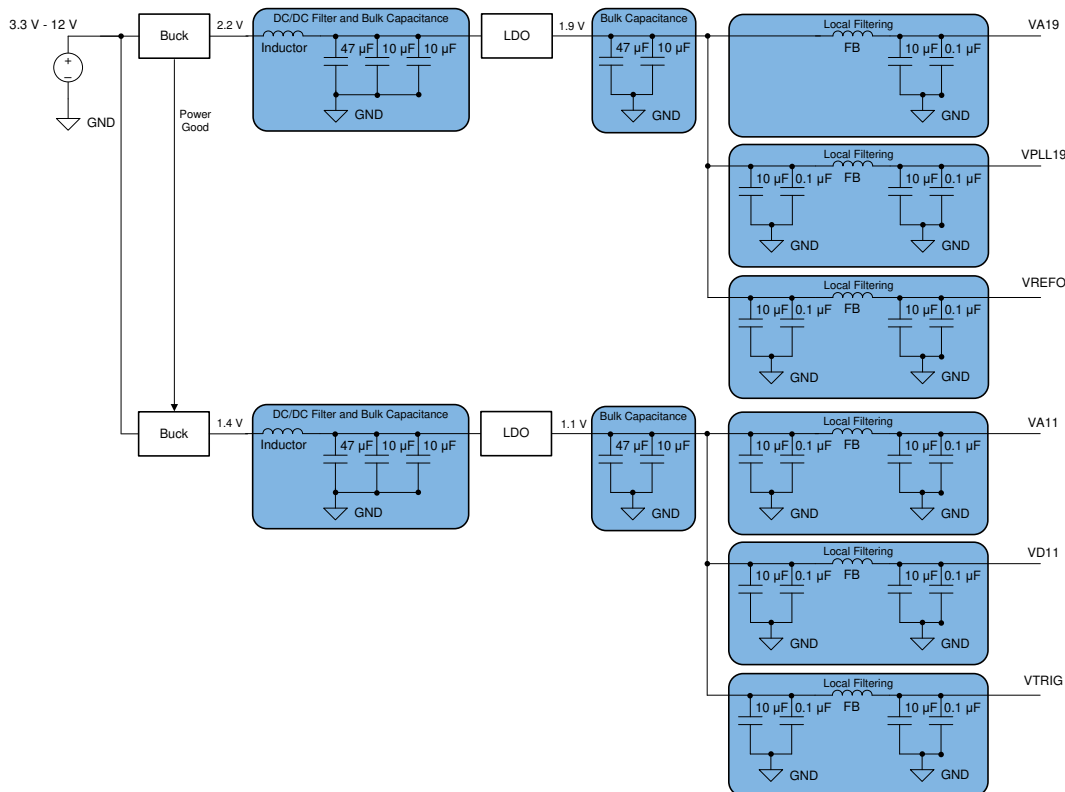 3.3 V - 12 V
+
−
GND
Buck
2.2 V
Power
Good
DC/DC Filter and Bulk Capacitance
Inductor
47 µF 10 µF 10 µF
GND
LDO
1.9 V
Bulk Capacitance
47 µF 10 µF
GND
Local Filtering
FB
10 µF 0.1 µF
GND
VA19
Local Filtering
10 µF 0.1 µF
FB
10 µF 0.1 µF
GND
GND
VPLL19
Local Filtering
10 µF 0.1 µF
FB
10 µF 0.1 µF
GND
GND
VREFO
Buck
1.4 V
DC/DC Filter and Bulk Capacitance
Inductor
47 µF 10 µF 10 µF
GND
LDO
1.1 V
Bulk Capacitance
47 µF 10 µF
GND
Local Filtering
10 µF 0.1 µF
FB
10 µF 0.1 µF
GND
GND
VA11
Local Filtering
10 µF 0.1 µF
FB
10 µF 0.1 µF
GND
GND
VD11
Local Filtering
10 µF 0.1 µF
FB
10 µF 0.1 µF
GND
GND
VTRIG